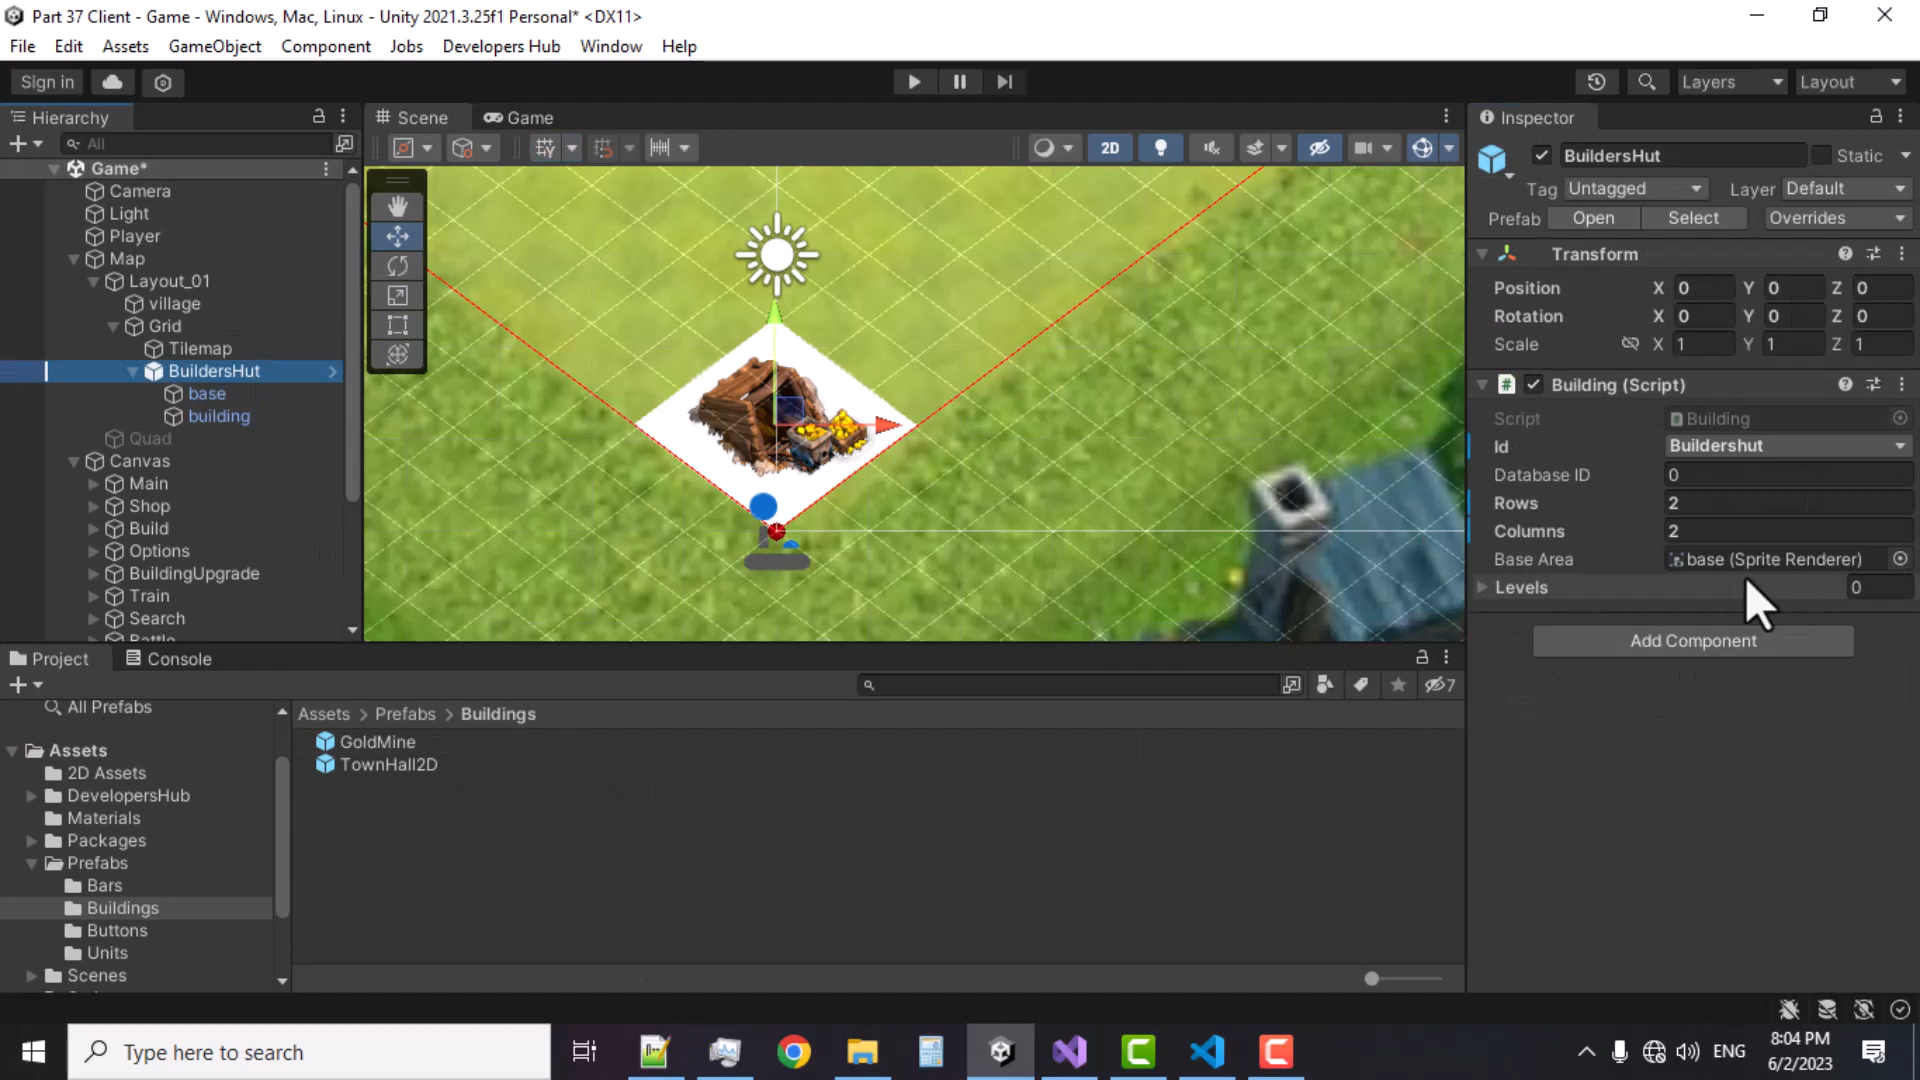 Part 37 Client - Game - Windows, Mac, Linux - Unity 2021.3.25f1 Personal* <DX11>
File Edit Assets GameObject Component Jobs Developers Hub Window Help
Sign in Layers Layout
Hierarchy
All
Game*
Camera
Light
Player
Map
Layout_01
village
Grid
Tilemap
BuildersHut
base
building
Quad
Canvas
Main
Shop
Build
Options
BuildingUpgrade
Train
Search
Battle
Scene Game
2D
Inspector
BuildersHut Static
Tag Untagged Layer Default
Prefab Open Select Overrides
Transform
Position X 0 Y 0 Z 0
Rotation X 0 Y 0 Z 0
Scale X 1 Y 1 Z 1
# Building (Script)
Script Building
Id Buildershut
Database ID 0
Rows 2
Columns 2
Base Area base (Sprite Renderer)
Levels 0
Add Component
Project Console
7
All Prefabs
Assets
2D Assets
DevelopersHub
Materials
Packages
Prefabs
Bars
Buildings
Buttons
Units
Scenes
Assets > Prefabs > Buildings
GoldMine
TownHall2D
Type here to search
ENG
8:04 PM
6/2/2023